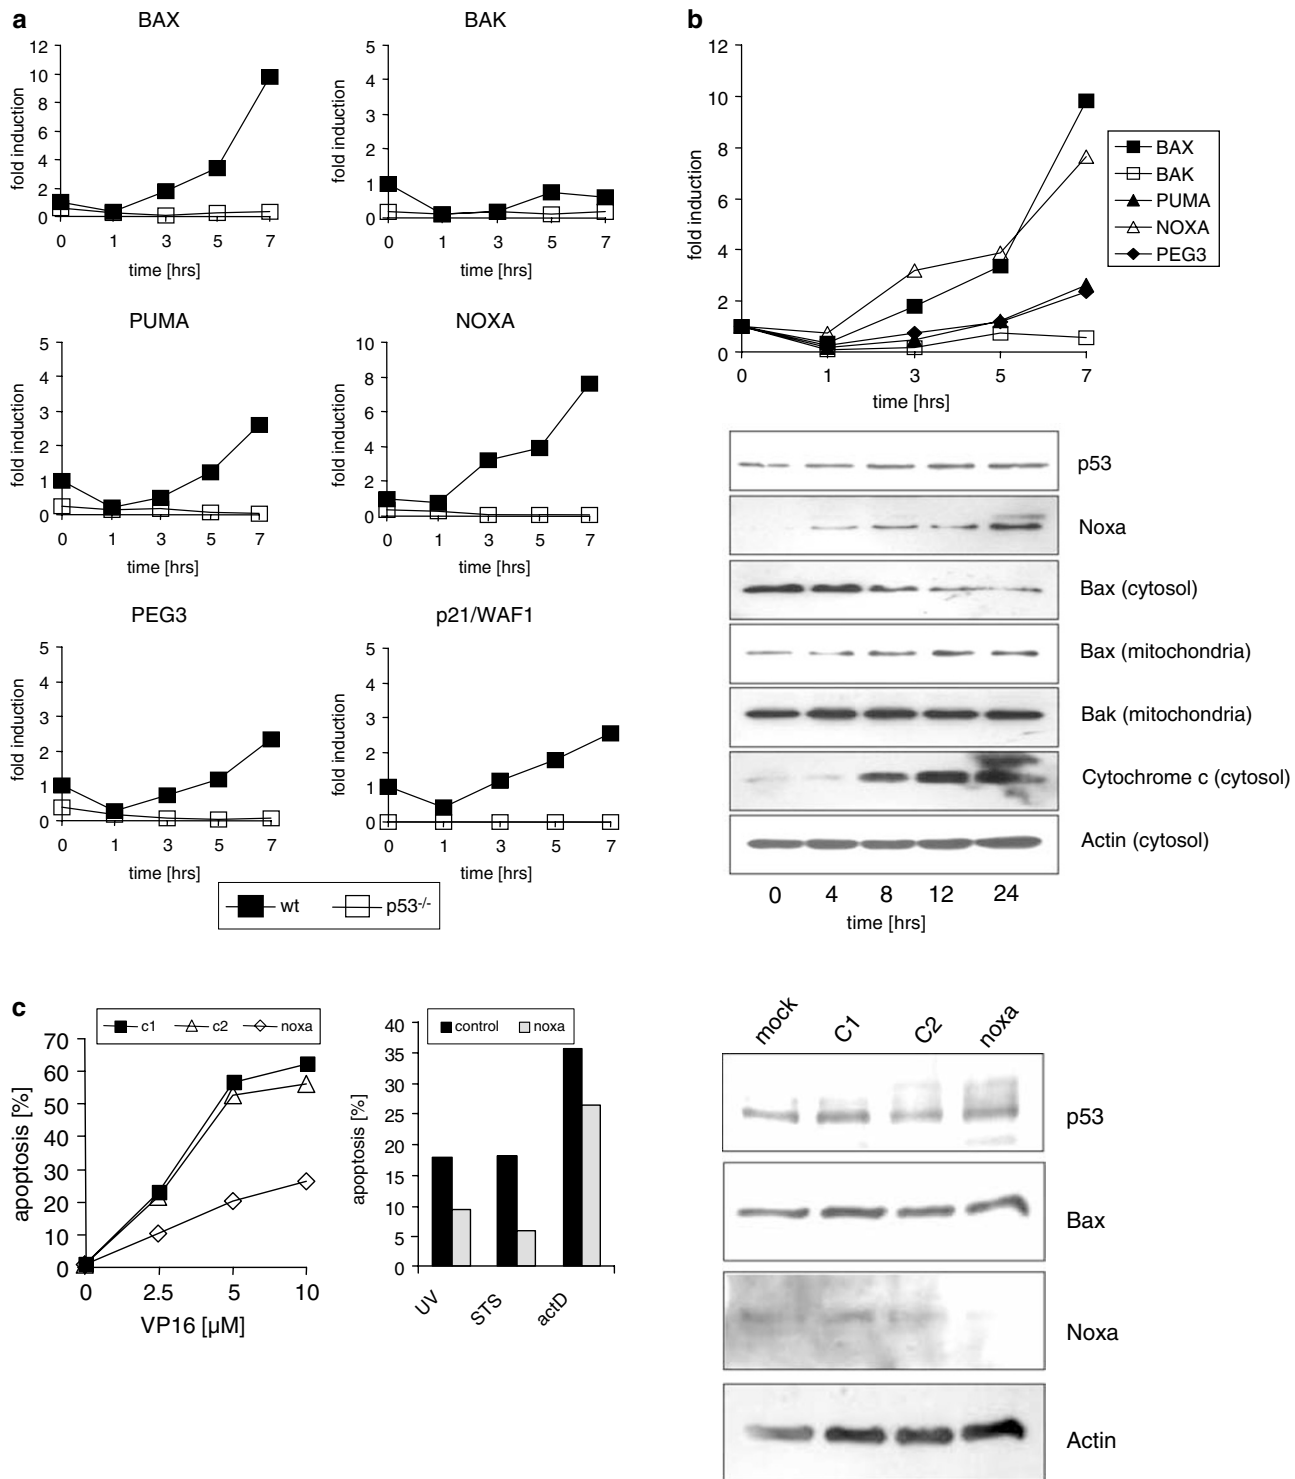 a
BAX
12
10
8
6
4
2
0
fold induction
0 1 3 5 7
time [hrs]
BAK
5
4
3
2
1
0
fold induction
0 1 3 5 7
time [hrs]
PUMA
5
4
3
2
1
0
fold induction
0 1 3 5 7
time [hrs]
NOXA
10
8
6
4
2
0
fold induction
0 1 3 5 7
time [hrs]
PEG3
5
4
3
2
1
0
fold induction
0 1 3 5 7
time [hrs]
p21/WAF1
5
4
3
2
1
0
fold induction
0 1 3 5 7
time [hrs]
wt p53-/-
b
12
10
8
6
4
2
0
fold induction
0 1 3 5 7
time [hrs]
BAX
BAK
PUMA
NOXA
PEG3
p53
Noxa
Bax (cytosol)
Bax (mitochondria)
Bak (mitochondria)
Cytochrome c (cytosol)
Actin (cytosol)
0 4 8 12 24
time [hrs]
c
c1 c2 noxa
70
60
50
40
30
20
10
0
apoptosis [%]
0 2.5 5 10
VP16 [µM]
control noxa
40
35
30
25
20
15
10
5
0
apoptosis [%]
UV STS actD
mock C1 C2 noxa
p53
Bax
Noxa
Actin